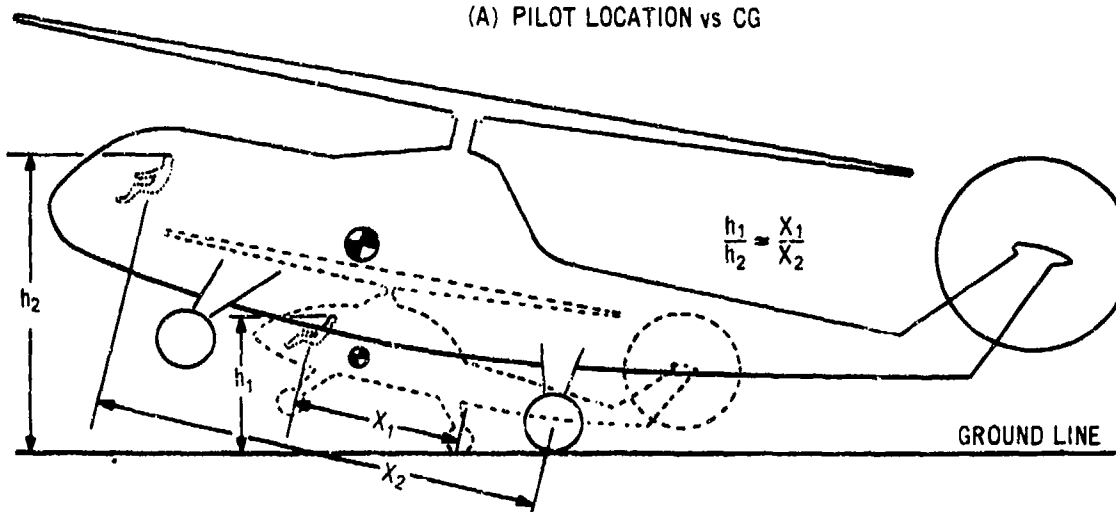 (A) PILOT LOCATION vs CG
h₁/h₂ ≈ X₁/X₂
h₂
h₁
X₁
GROUND LINE
X₂